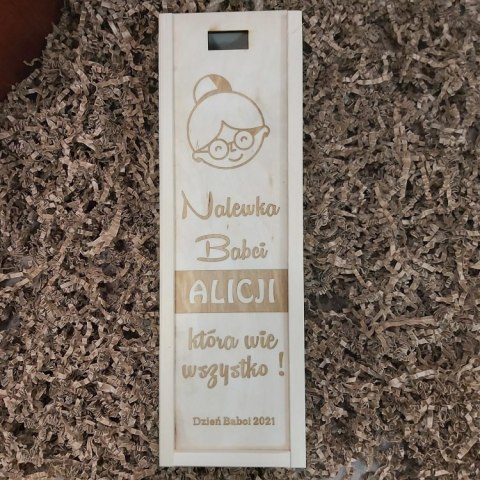 Nalewka
Babci
ALICJI
która wie
wszystko !
Dzień Babci 2021